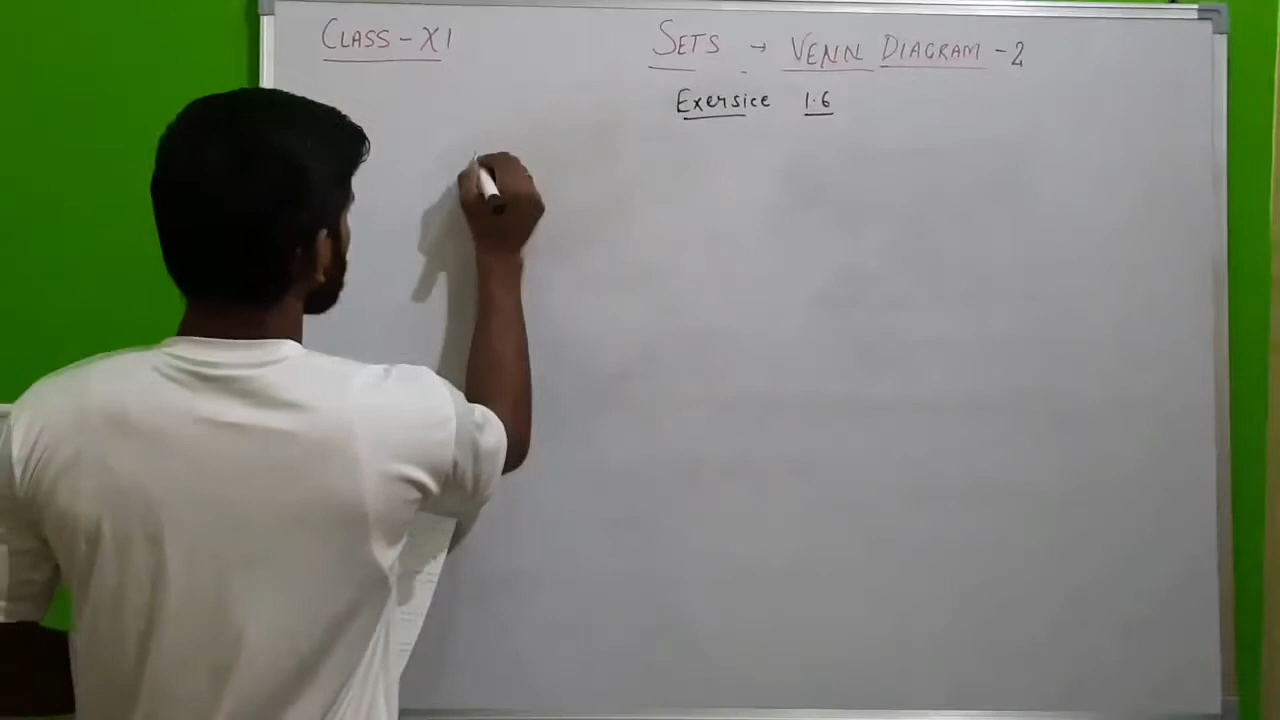 CLASS - XI
SETS → VENN DIAGRAM - 2
Exersice 1.6